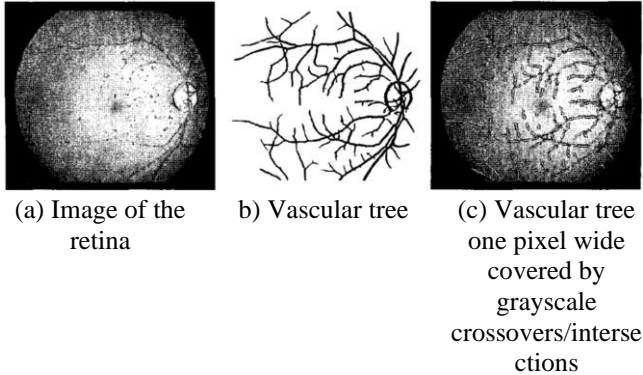 (a) Image of the
retina
b) Vascular tree
(c) Vascular tree
one pixel wide
covered by
grayscale
crossovers/interse
ctions